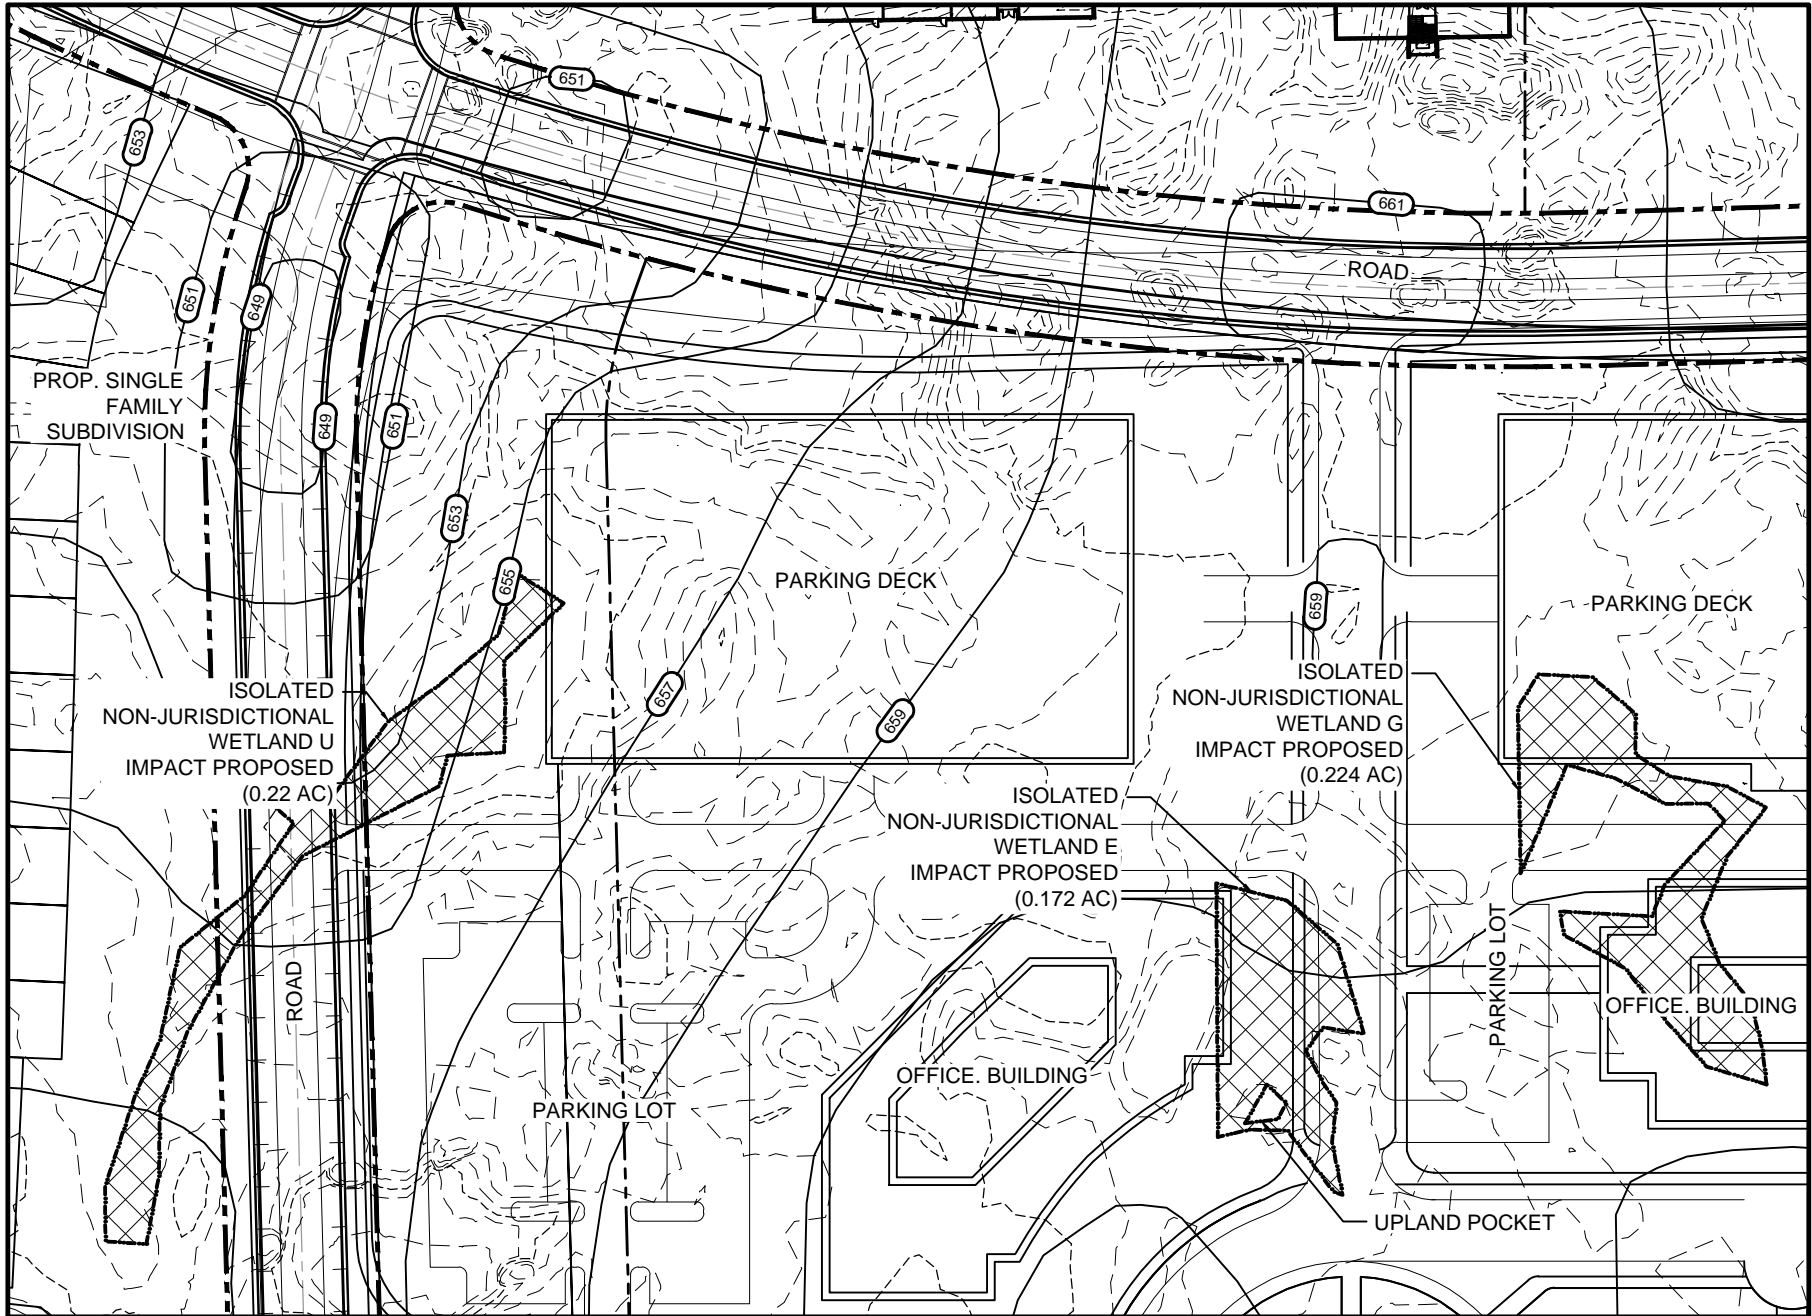 651
653
661
ROAD
651
649
PROP. SINGLE
FAMILY
SUBDIVISION
649
651
653
655
PARKING DECK
659
PARKING DECK
657
659
ISOLATED
NON-JURISDICTIONAL
WETLAND U
IMPACT PROPOSED
(0.22 AC)
ISOLATED
NON-JURISDICTIONAL
WETLAND G
IMPACT PROPOSED
(0.224 AC)
ISOLATED
NON-JURISDICTIONAL
WETLAND E
IMPACT PROPOSED
(0.172 AC)
ROAD
PARKING LOT
OFFICE. BUILDING
OFFICE. BUILDING
PARKING LOT
UPLAND POCKET